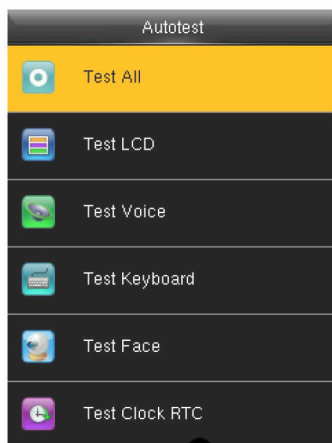 Autotest
Test All
Test LCD
Test Voice
Test Keyboard
Test Face
Test Clock RTC